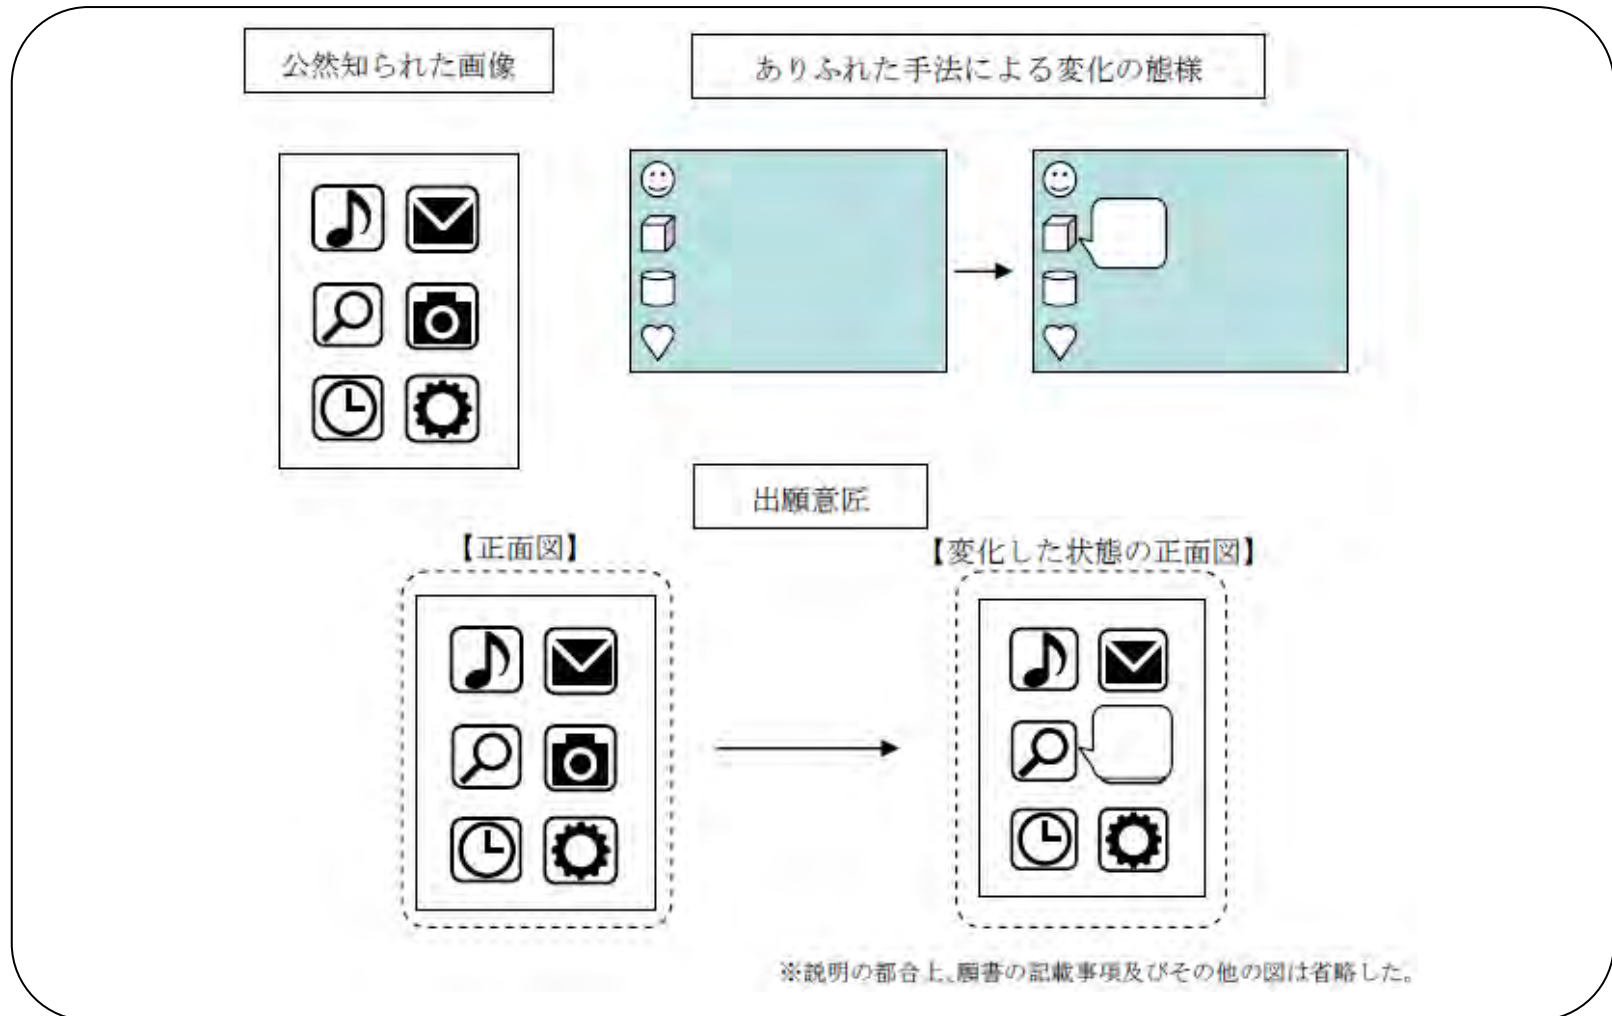 公然知られた画像
ありふれた手法による変化の態様
出願意匠
【正面図】
【変化した状態の正面図】
※説明の都合上、願書の記載事項及びその他の図は省略した。